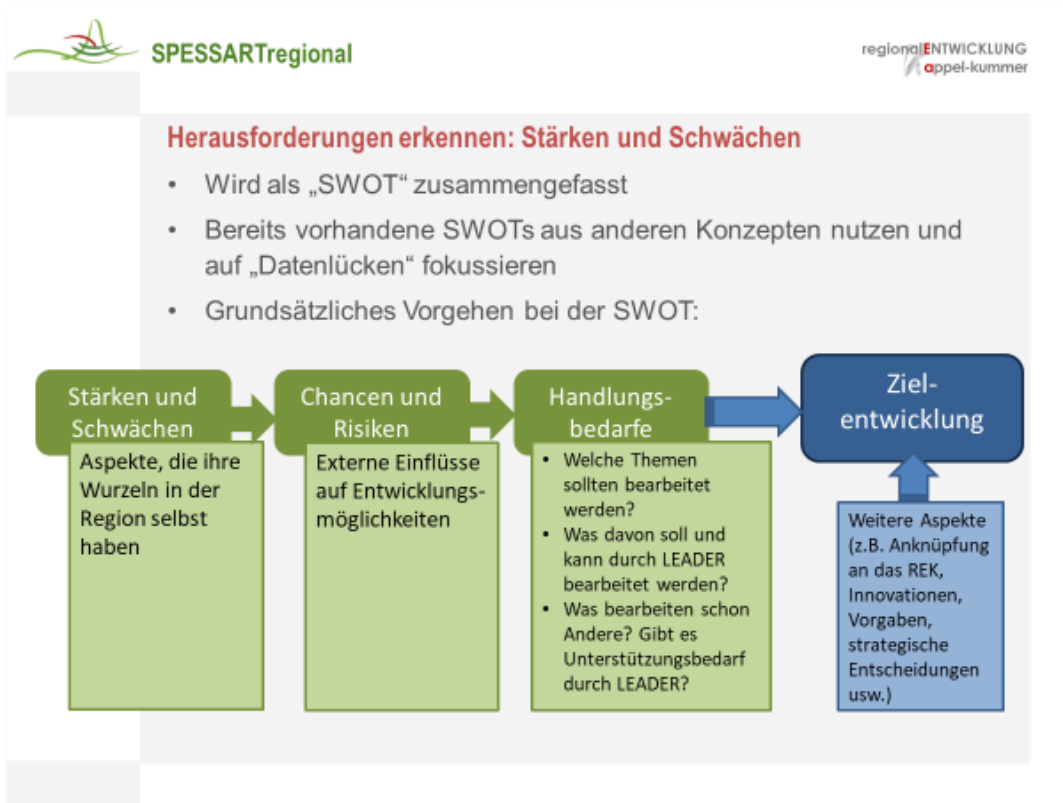 SPESSARTregional
regionalENTWICKLUNG
appel-kummer
Herausforderungen erkennen: Stärken und Schwächen
• Wird als „SWOT“ zusammengefasst
• Bereits vorhandene SWOTs aus anderen Konzepten nutzen und
auf „Datenlücken“ fokussieren
• Grundsätzliches Vorgehen bei der SWOT:
Stärken und
Schwächen
Aspekte, die ihre
Wurzeln in der
Region selbst
haben
Chancen und
Risiken
Externe Einflüsse
auf Entwicklungs-
möglichkeiten
Handlungs-
bedarfe
• Welche Themen
sollten bearbeitet
werden?
• Was davon soll und
kann durch LEADER
bearbeitet werden?
• Was bearbeiten schon
Andere? Gibt es
Unterstützungsbedarf
durch LEADER?
Ziel-
entwicklung
Weitere Aspekte
(z.B. Anknüpfung
an das REK,
Innovationen,
Vorgaben,
strategische
Entscheidungen
usw.)